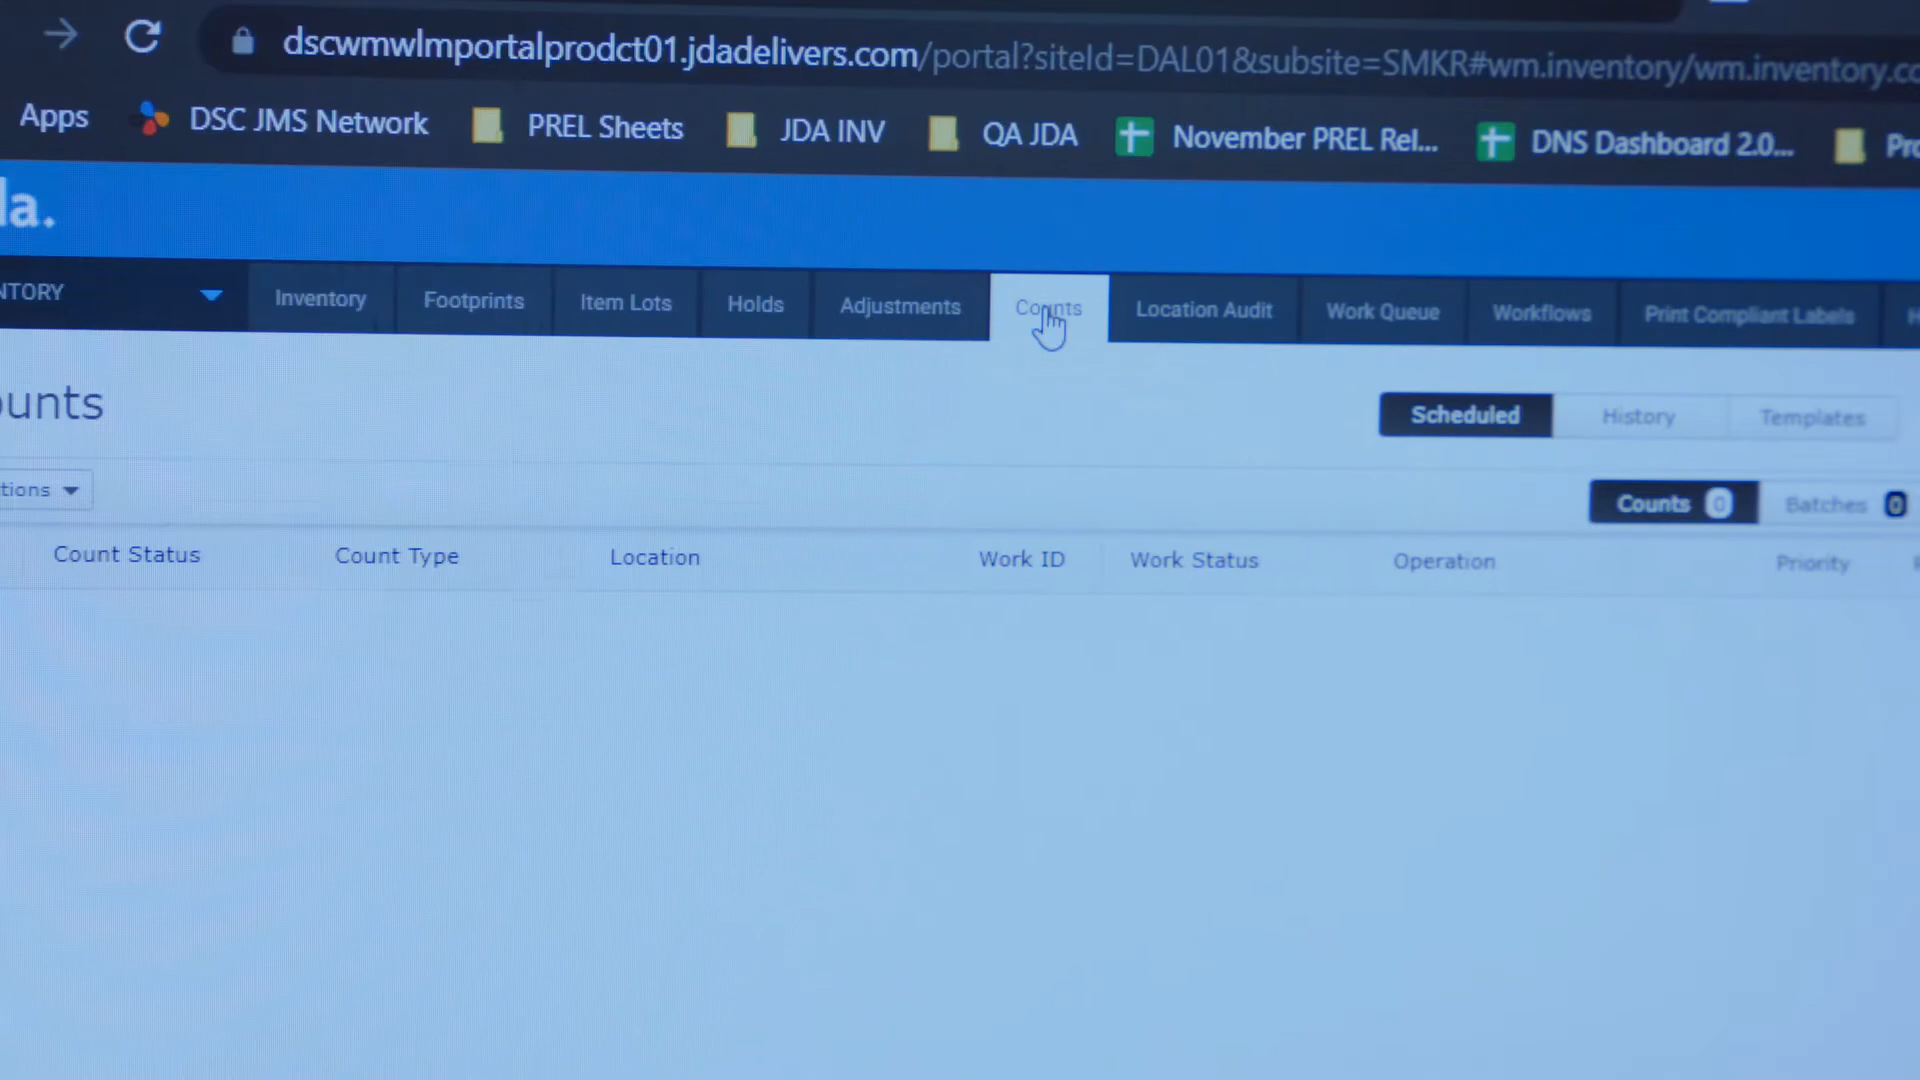 dscwmwlmportalprodct01.jdadelivers.com/portal?siteId=DAL01&subsite=SMKR#wm.inventory/wm.inventory.co
Apps DSC JMS Network PREL Sheets JDA INV QA JDA November PREL Rel... DNS Dashboard 2.0... Pro
da.
NTORY Inventory Footprints Item Lots Holds Adjustments Counts Location Audit Work Queue Workflows Print Compliant Labels
ounts Scheduled History Templates
tions Counts 0 Batches 0
Count Status Count Type Location Work ID Work Status Operation Priority